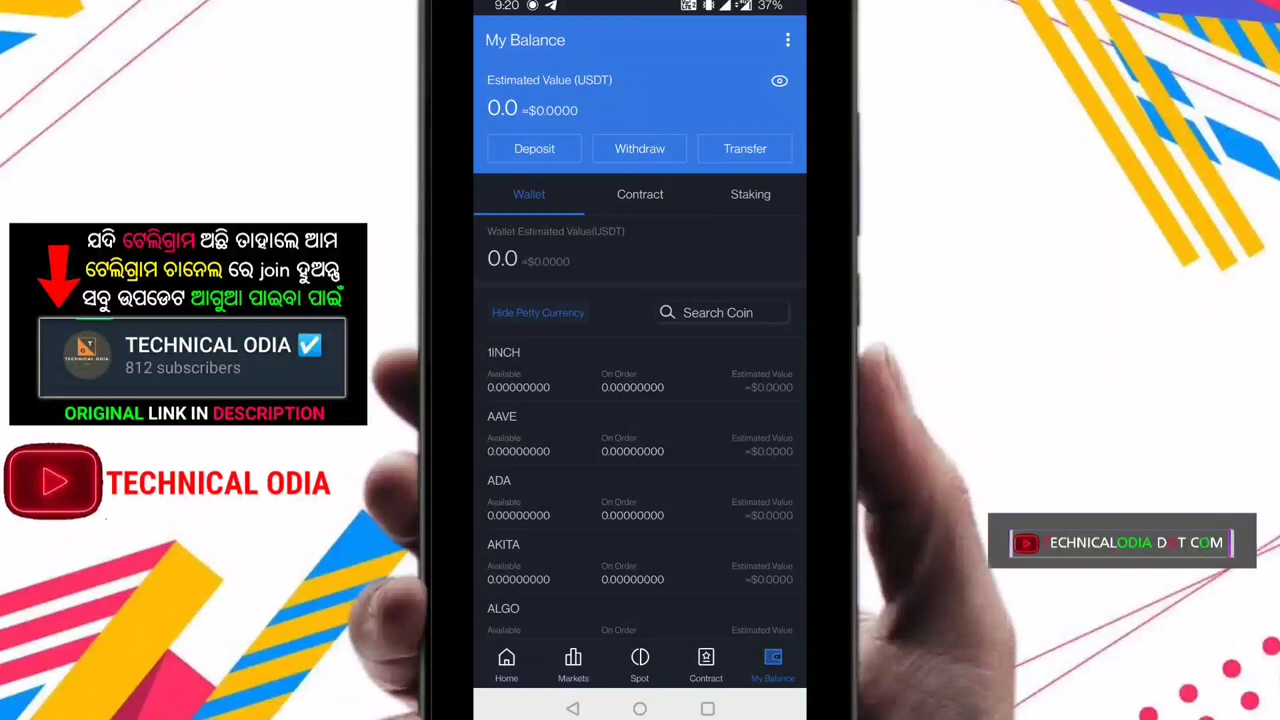 9:20
37%
My Balance
Estimated Value (USDT)
0.0 ≈$0.0000
Deposit Withdraw Transfer
Wallet Contract Staking
Wallet Estimated Value(USDT)
0.0 ≈$0.0000
Hide Petty Currency Search Coin
1INCH
Available On Order Estimated Value
0.00000000 0.00000000 ≈$0.0000
AAVE
Available On Order Estimated Value
0.00000000 0.00000000 ≈$0.0000
ADA
Available On Order Estimated Value
0.00000000 0.00000000 ≈$0.0000
AKITA
Available On Order Estimated Value
0.00000000 0.00000000 ≈$0.0000
ALGO
Available On Order Estimated Value
Home Markets Spot Contract My Balance
ଯଦି ଟେଲିଗ୍ରାମ ଅଛି ତାହାଲେ ଆମ
ଟେଲିଗ୍ରାମ ଚାନେଲ ରେ join ହୁଅନ୍ତୁ
ସବୁ ଉପଡେଟ ଆଗୁଆ ପାଇବା ପାଇଁ
TECHNICAL ODIA
812 subscribers
ORIGINAL LINK IN DESCRIPTION
TECHNICAL ODIA
TECHNICALODIA DOT COM